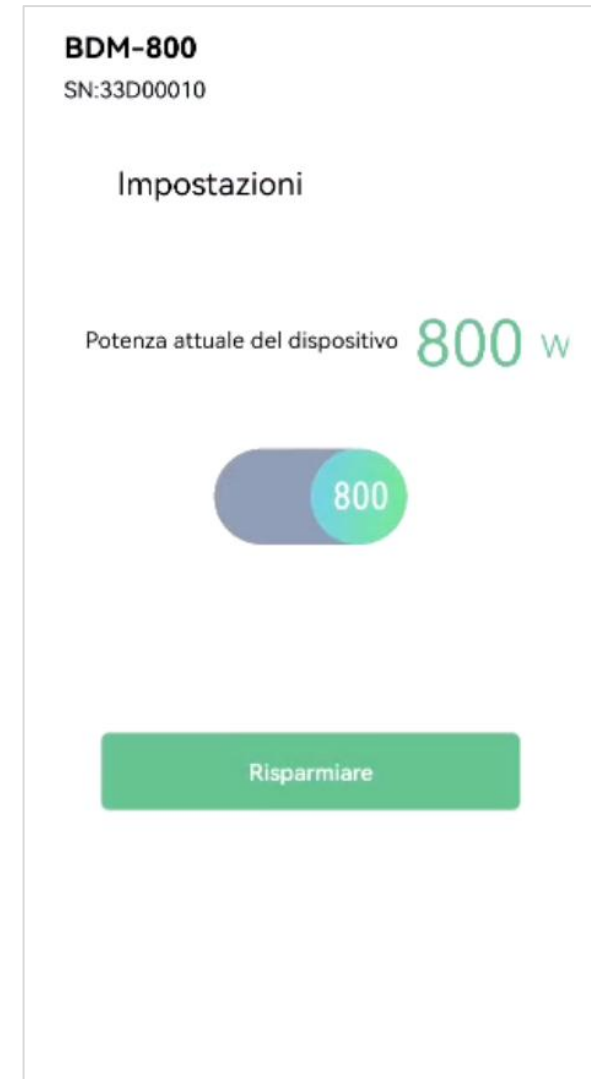 BDM-800
SN:33D00010
Impostazioni
Potenza attuale del dispositivo 800 W
800
Risparmiare